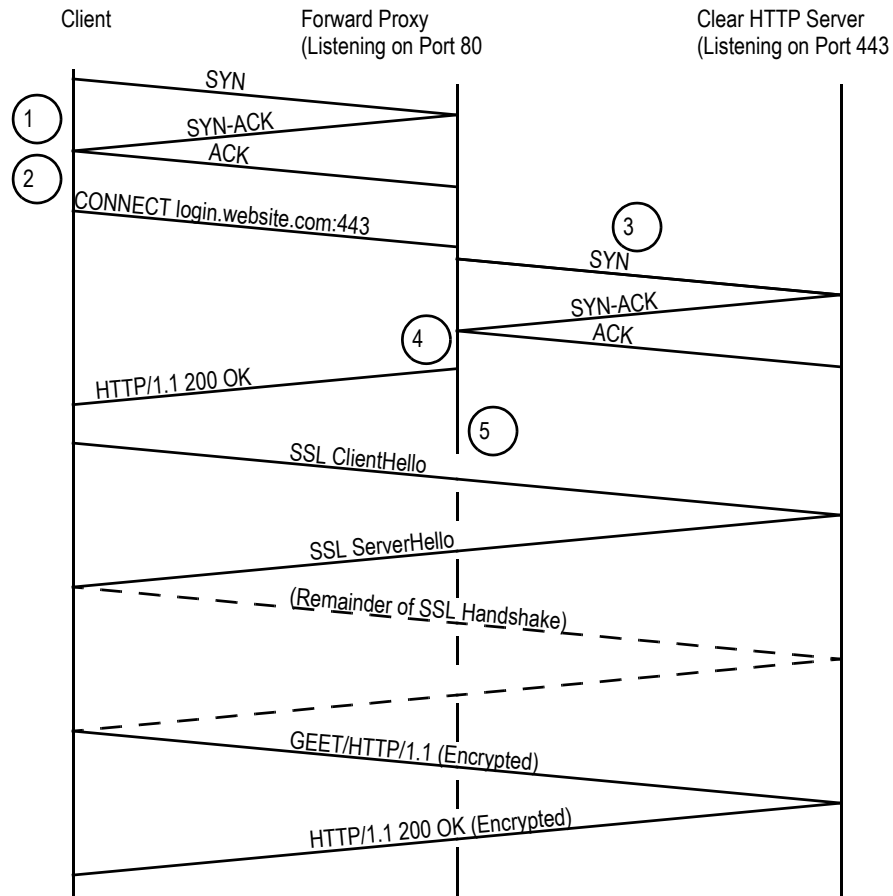 Client
Forward Proxy
(Listening on Port 80
Clear HTTP Server
(Listening on Port 443
SYN
1
SYN-ACK
ACK
2
CONNECT login.website.com:443
3
SYN
SYN-ACK
4
ACK
HTTP/1.1 200 OK
5
SSL ClientHello
SSL ServerHello
(Remainder of SSL Handshake)
GEET/HTTP/1.1 (Encrypted)
HTTP/1.1 200 OK (Encrypted)